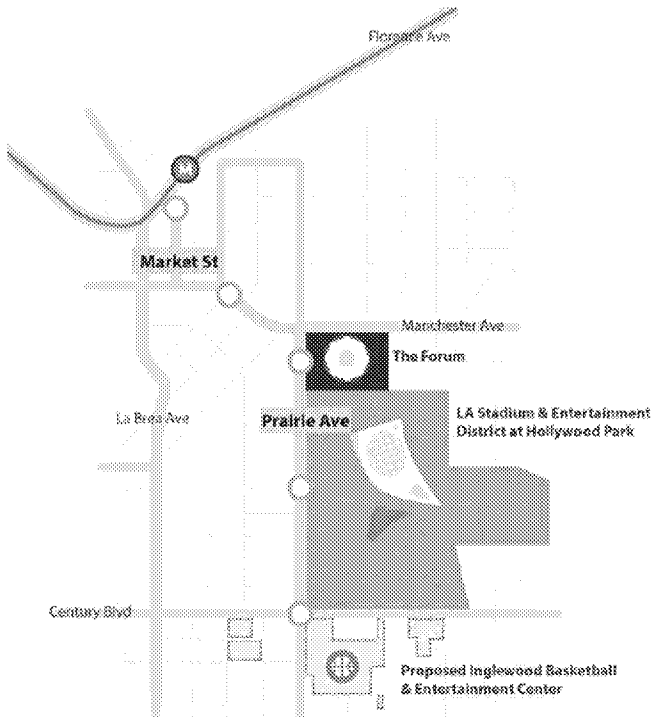 Florence Ave
M
Market St
Manchester Ave
The Forum
La Brea Ave
Prairie Ave
LA Stadium & Entertainment
District at Hollywood Park
Century Blvd
Proposed Inglewood Basketball
& Entertainment Center